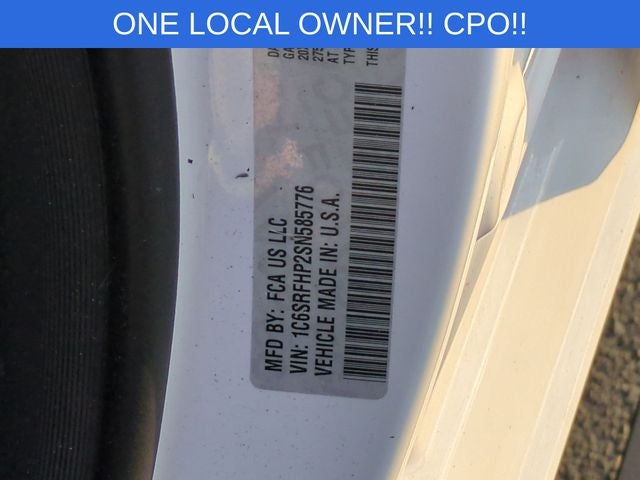 ONE LOCAL OWNER!! CPO!!
MFD BY: FCA US LLC
VIN: 1C6SRFHP2SN585776
VEHICLE MADE IN: U.S.A.